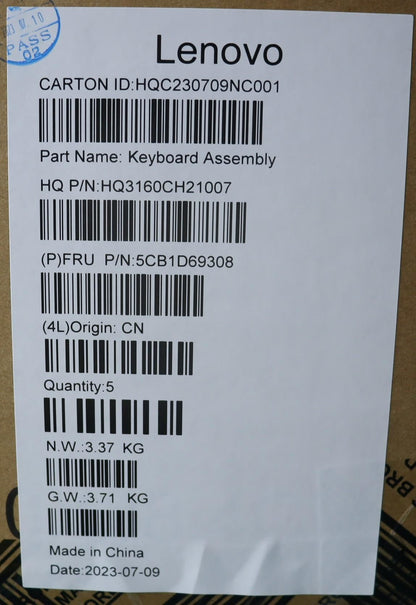 PASS
02
Lenovo
CARTON ID:HQC230709NC001
Part Name: Keyboard Assembly
HQ P/N:HQ3160CH21007
(P)FRU P/N:5CB1D69308
(4L)Origin: CN
Quantity:5
N.W.:3.37 KG
G.W.:3.71 KG
Made in China
Date:2023-07-09